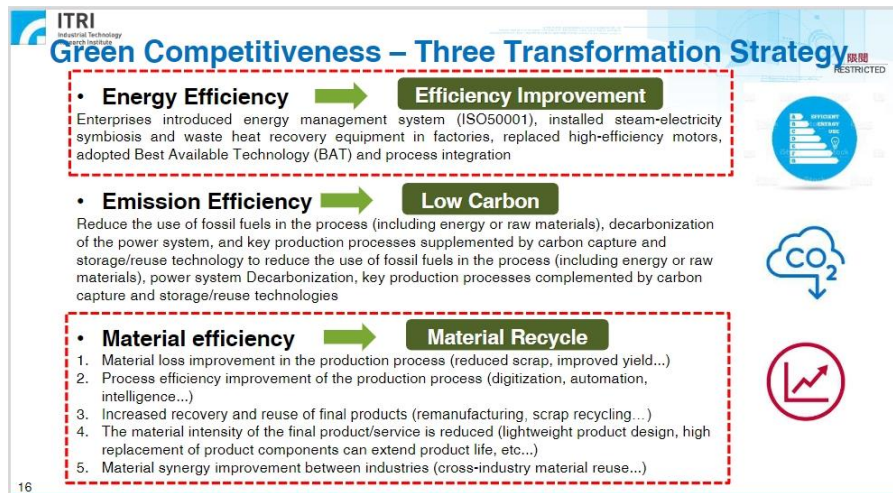 ITRI
Industrial Technology
Research Institute
Green Competitiveness – Three Transformation Strategy
限閱
RESTRICTED
• Energy Efficiency
Efficiency Improvement
Enterprises introduced energy management system (ISO50001), installed steam-electricity
symbiosis and waste heat recovery equipment in factories, replaced high-efficiency motors,
adopted Best Available Technology (BAT) and process integration
A EFFICIENT
B ENERGY
C USE
D
E
F
G
• Emission Efficiency
Low Carbon
Reduce the use of fossil fuels in the process (including energy or raw materials), decarbonization
of the power system, and key production processes supplemented by carbon capture and
storage/reuse technology to reduce the use of fossil fuels in the process (including energy or raw
materials), power system Decarbonization, key production processes complemented by carbon
capture and storage/reuse technologies
CO2
• Material efficiency
Material Recycle
1. Material loss improvement in the production process (reduced scrap, improved yield...)
2. Process efficiency improvement of the production process (digitization, automation,
intelligence...)
3. Increased recovery and reuse of final products (remanufacturing, scrap recycling…)
4. The material intensity of the final product/service is reduced (lightweight product design, high
replacement of product components can extend product life, etc...)
5. Material synergy improvement between industries (cross-industry material reuse...)
16